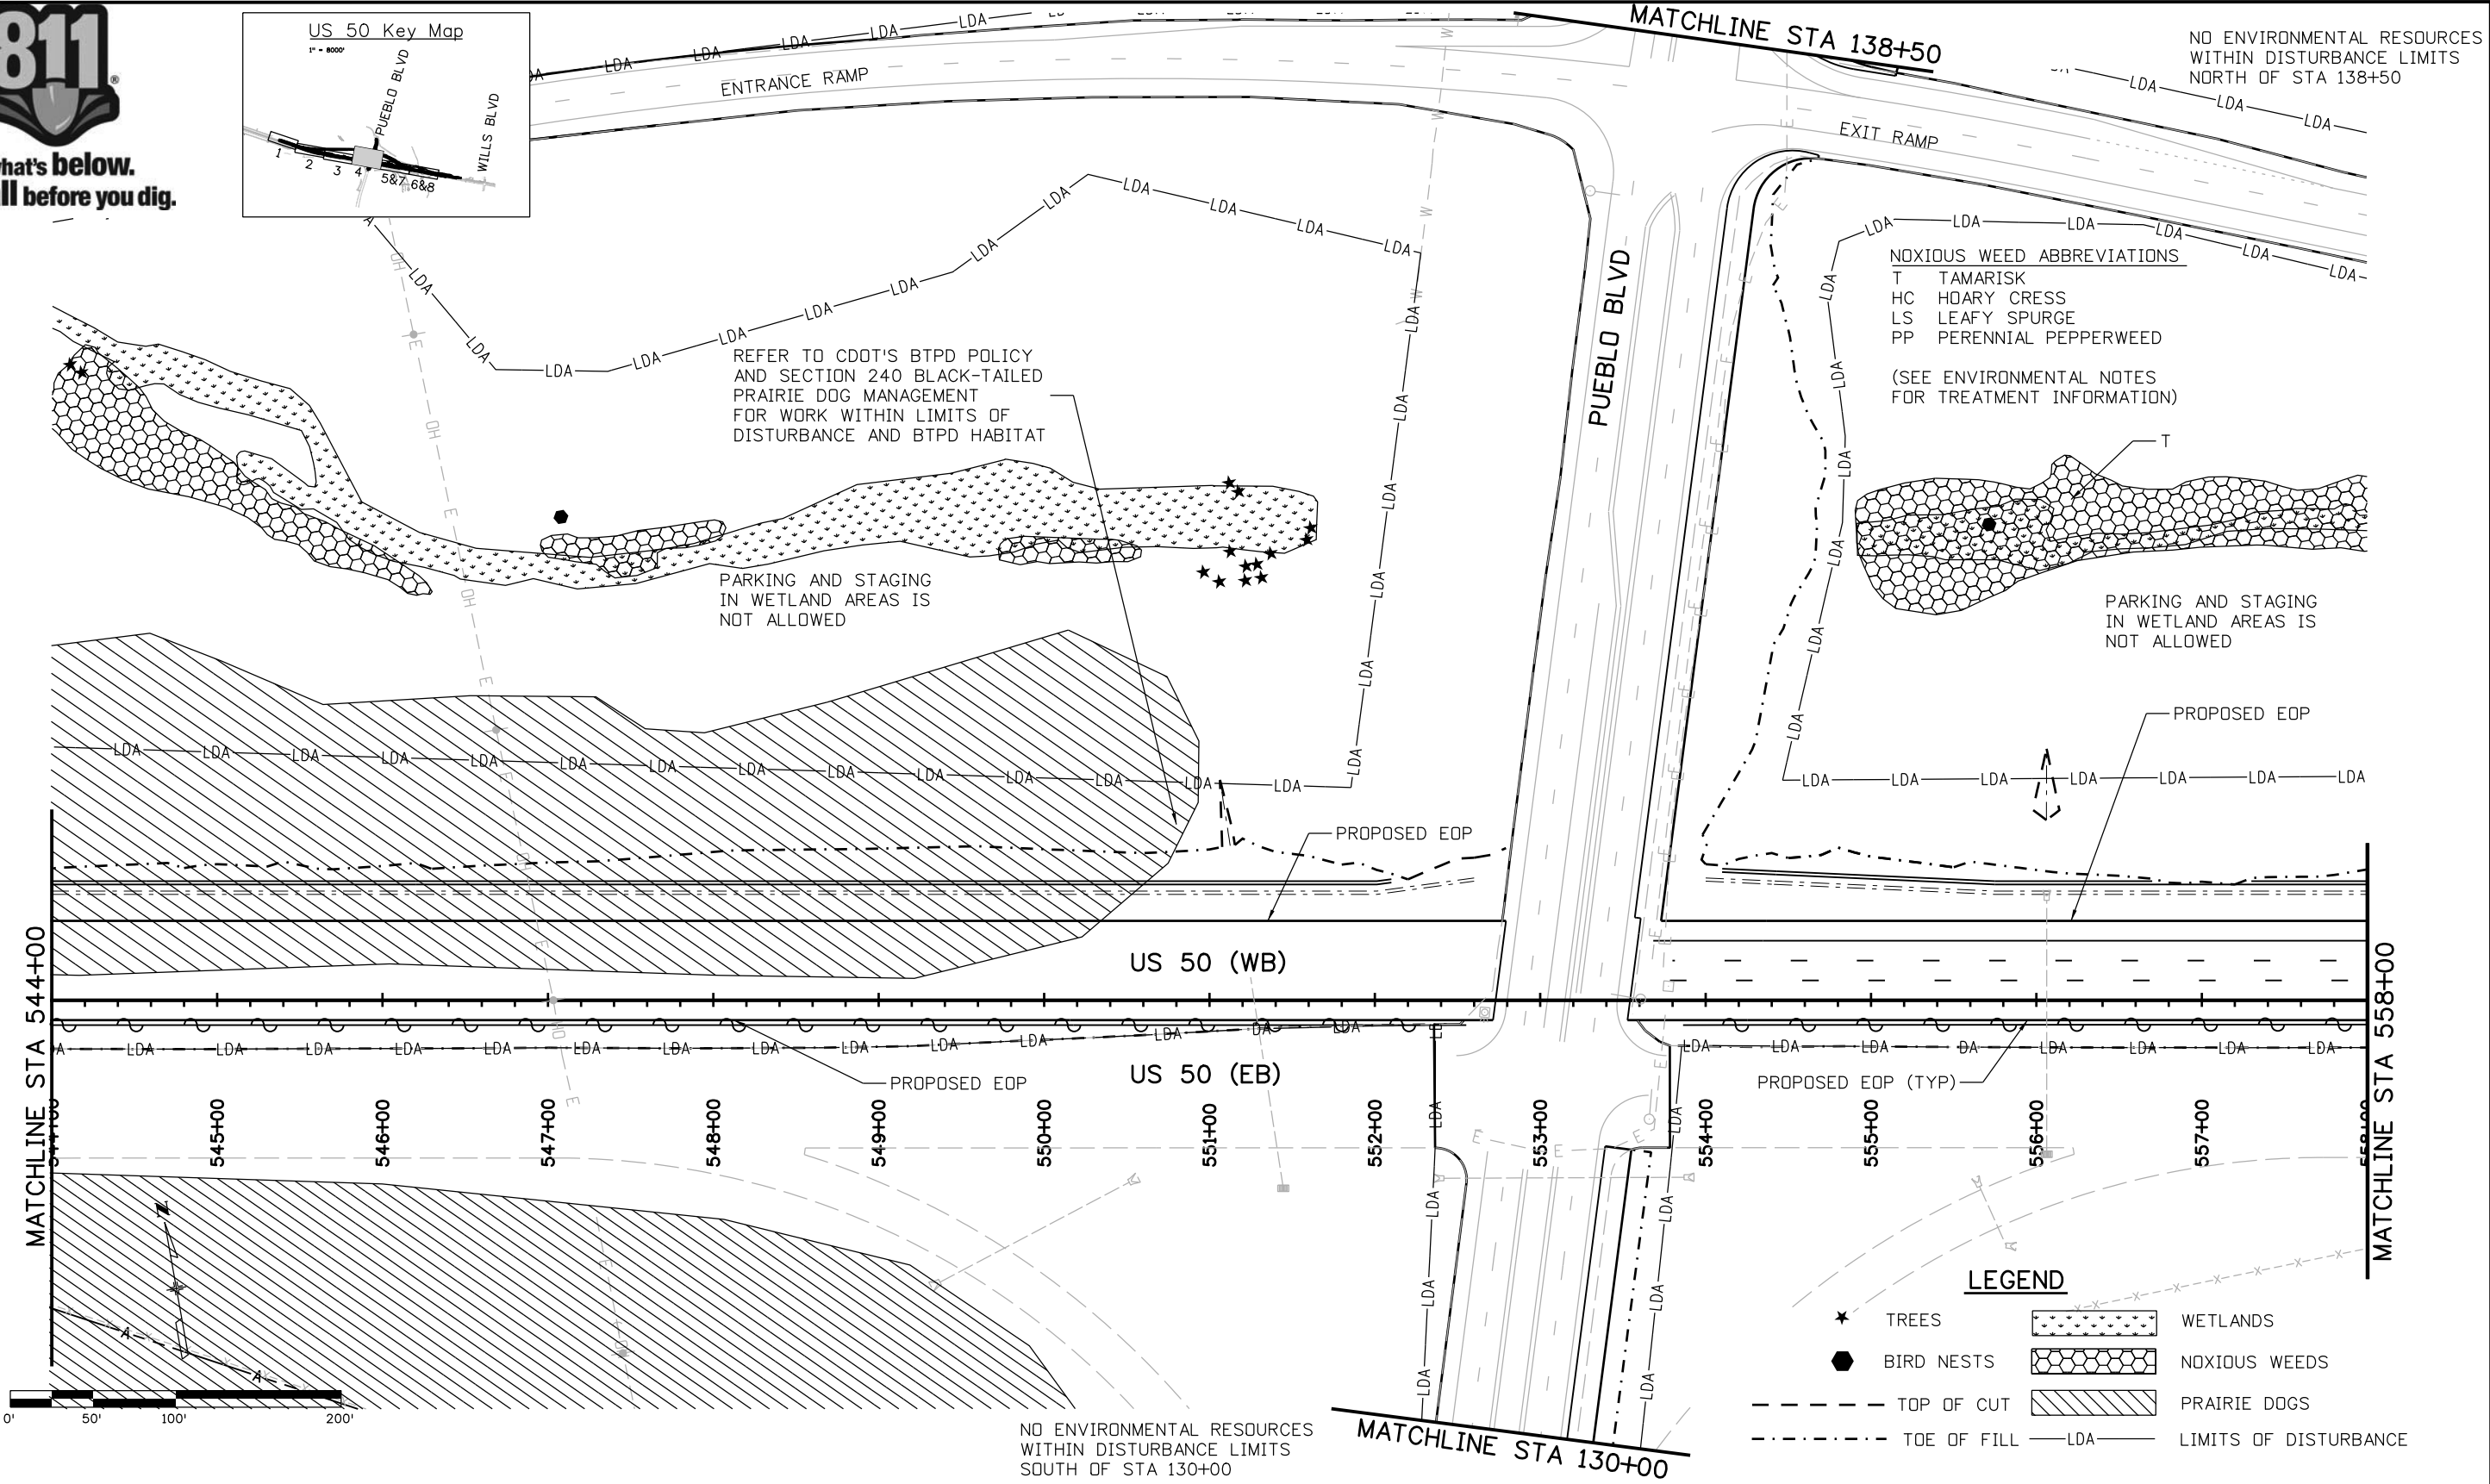 811
®
what's below.
before you dig.
US 50 Key Map
1" = 8000'
PUEBLO BLVD
WILLS BLVD
1
2
3
4
5&7
6&8
MATCHLINE STA 138+50
NO ENVIRONMENTAL RESOURCES
WITHIN DISTURBANCE LIMITS
NORTH OF STA 138+50
ENTRANCE RAMP
EXIT RAMP
PUEBLO BLVD
NOXIOUS WEED ABBREVIATIONS
T TAMARISK
HC HOARY CRESS
LS LEAFY SPURGE
PP PERENNIAL PEPPERWEED
(SEE ENVIRONMENTAL NOTES
FOR TREATMENT INFORMATION)
T
REFER TO CDOT'S BTPD POLICY
AND SECTION 240 BLACK-TAILED
PRAIRIE DOG MANAGEMENT
FOR WORK WITHIN LIMITS OF
DISTURBANCE AND BTPD HABITAT
PARKING AND STAGING
IN WETLAND AREAS IS
NOT ALLOWED
PARKING AND STAGING
IN WETLAND AREAS IS
NOT ALLOWED
PROPOSED EOP
PROPOSED EOP
US 50 (WB)
US 50 (EB)
PROPOSED EOP
PROPOSED EOP (TYP)
MATCHLINE STA 544+00
545+00
546+00
547+00
548+00
549+00
550+00
551+00
552+00
553+00
554+00
555+00
556+00
557+00
MATCHLINE STA 558+00
N
0'
50'
100'
200'
NO ENVIRONMENTAL RESOURCES
WITHIN DISTURBANCE LIMITS
SOUTH OF STA 130+00
MATCHLINE STA 130+00
LEGEND
TREES
WETLANDS
BIRD NESTS
NOXIOUS WEEDS
TOP OF CUT
PRAIRIE DOGS
TOE OF FILL
LDA
LIMITS OF DISTURBANCE